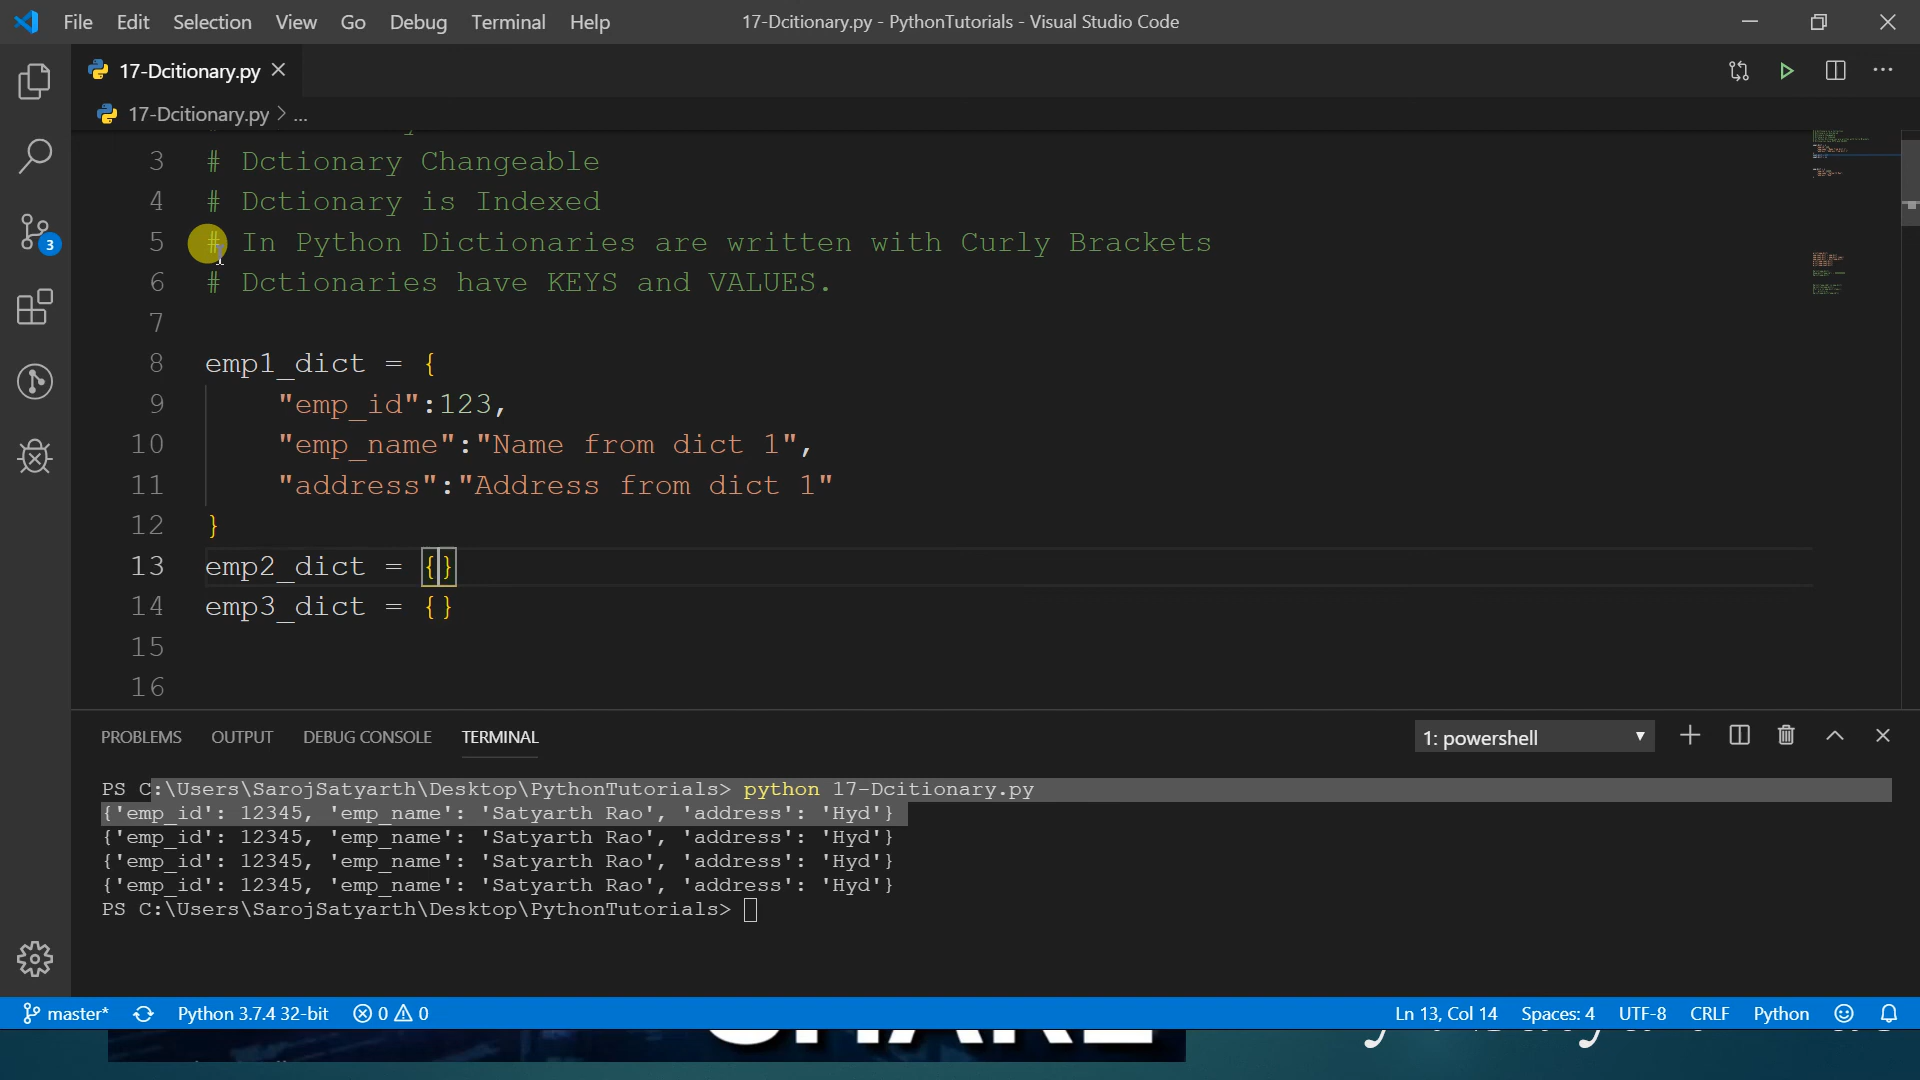 File Edit Selection View Go Debug Terminal Help
17-Dcitionary.py - PythonTutorials - Visual Studio Code
17-Dcitionary.py
17-Dcitionary.py > ...
3 # Dctionary Changeable
4 # Dctionary is Indexed
5 # In Python Dictionaries are written with Curly Brackets
6 # Dctionaries have KEYS and VALUES.
7
8 emp1_dict = {
9 "emp_id":123,
10 "emp_name":"Name from dict 1",
11 "address":"Address from dict 1"
12 }
13 emp2_dict = {}
14 emp3_dict = {}
15
16
3
PROBLEMS OUTPUT DEBUG CONSOLE TERMINAL
1: powershell
PS C:\Users\SarojSatyarth\Desktop\PythonTutorials> python 17-Dcitionary.py
{'emp_id': 12345, 'emp_name': 'Satyarth Rao', 'address': 'Hyd'}
{'emp_id': 12345, 'emp_name': 'Satyarth Rao', 'address': 'Hyd'}
{'emp_id': 12345, 'emp_name': 'Satyarth Rao', 'address': 'Hyd'}
{'emp_id': 12345, 'emp_name': 'Satyarth Rao', 'address': 'Hyd'}
PS C:\Users\SarojSatyarth\Desktop\PythonTutorials>
master* Python 3.7.4 32-bit 0 0
Ln 13, Col 14 Spaces: 4 UTF-8 CRLF Python